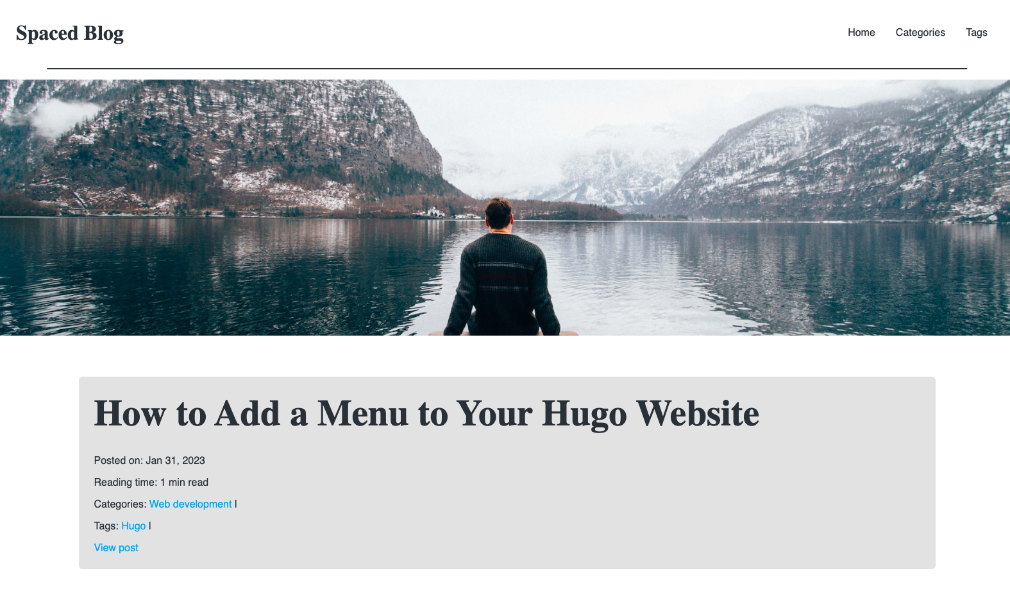 Spaced Blog
Home Categories Tags
How to Add a Menu to Your Hugo Website
Posted on: Jan 31, 2023
Reading time: 1 min read
Categories: Web development |
Tags: Hugo |
View post